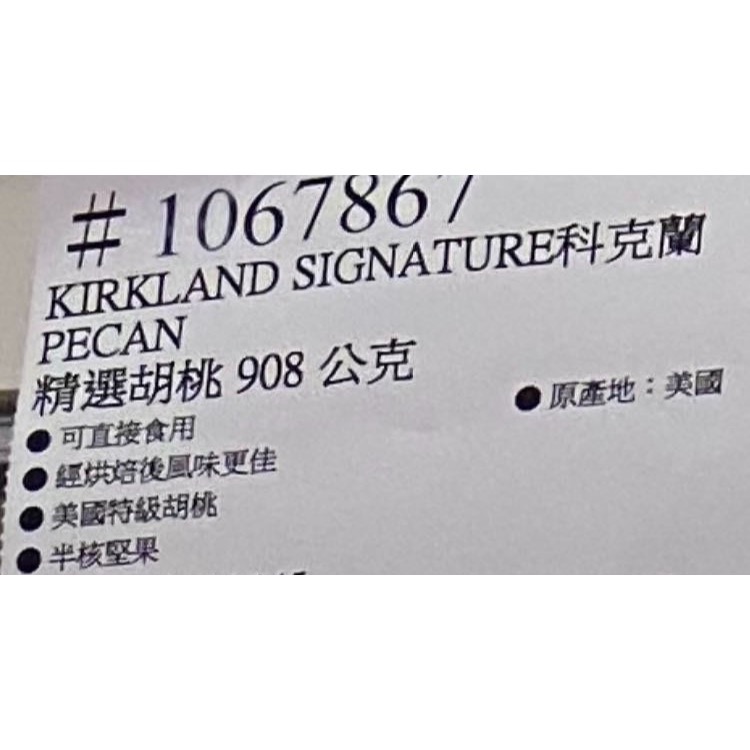 #1067867
KIRKLAND SIGNATURE科克蘭
PECAN
精選胡桃 908 公克
● 可直接食用
● 原產地：美國
● 經烘焙後風味更佳
● 美國特級胡桃
● 半核堅果